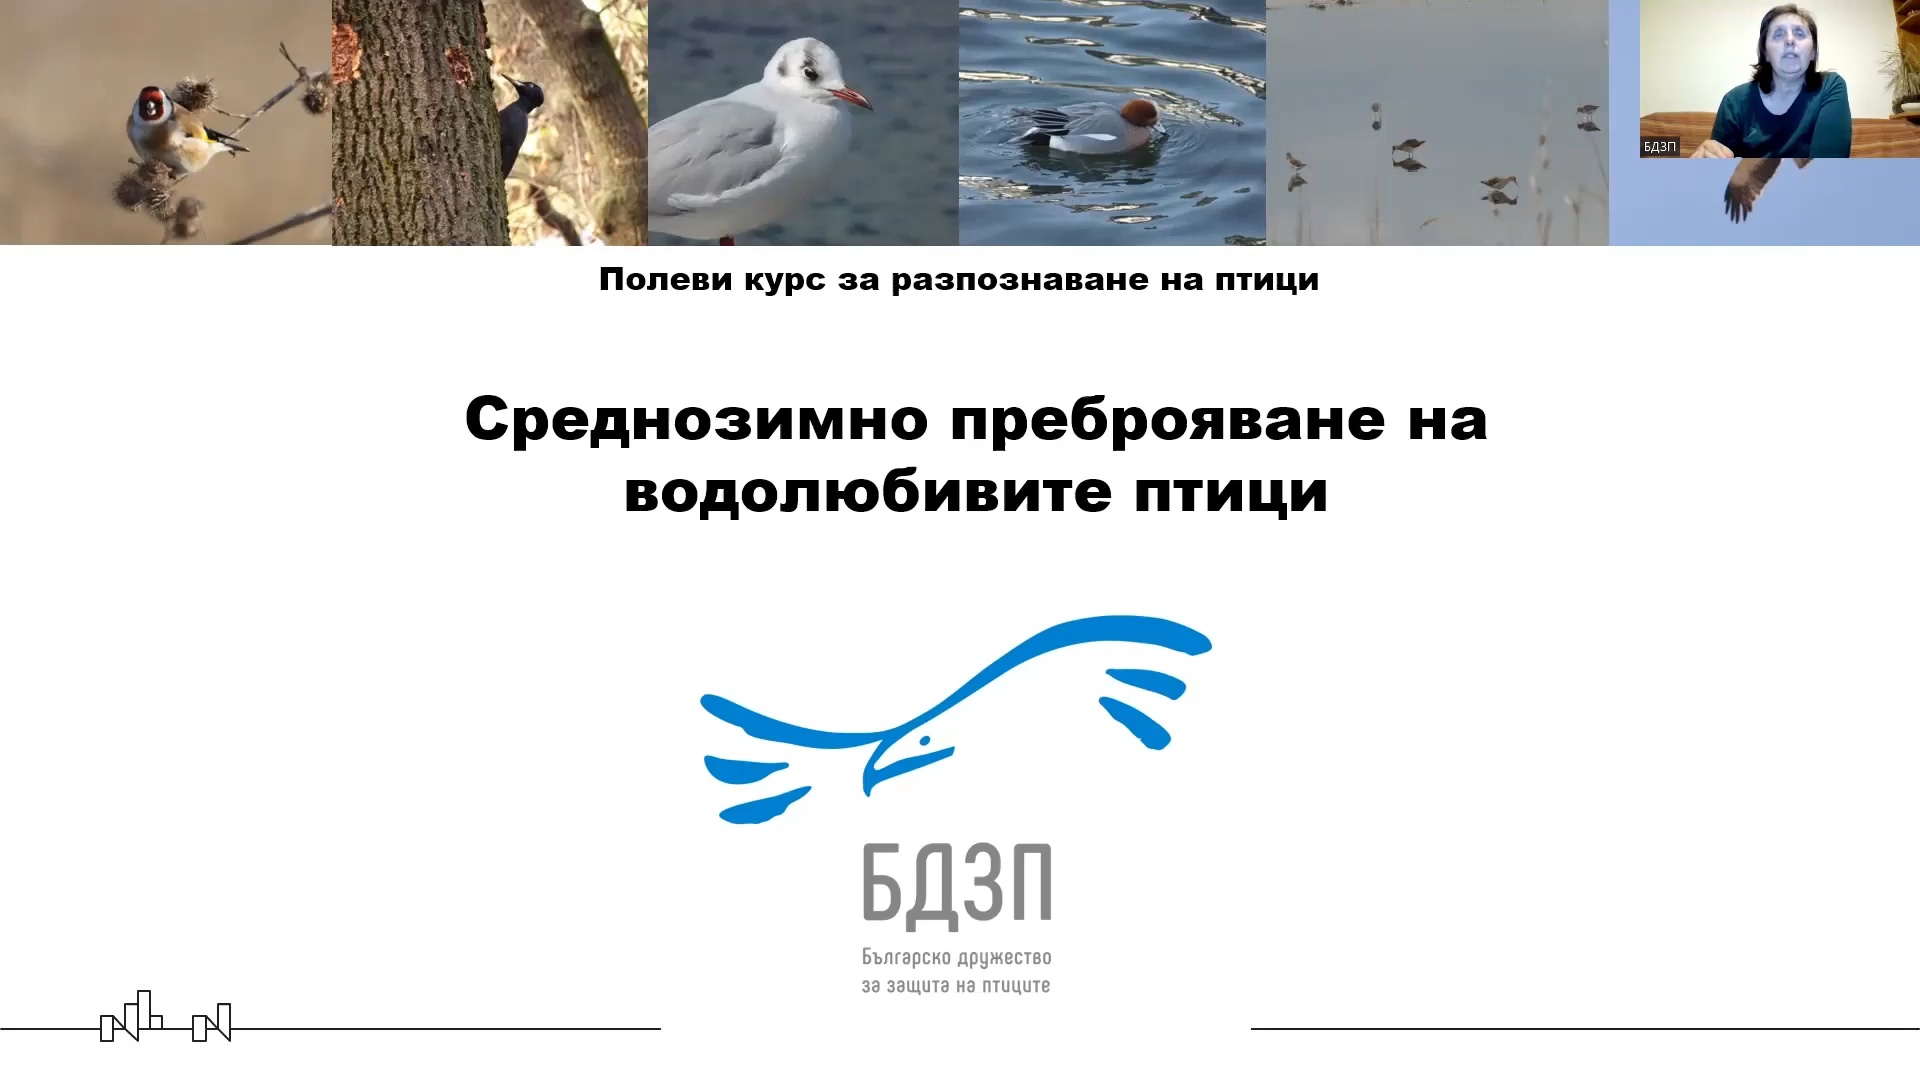 БДЗП
Полеви курс за разпознаване на птици
Среднозимно преброяване на
водолюбивите птици
БДЗП
Българско дружество
за защита на птиците